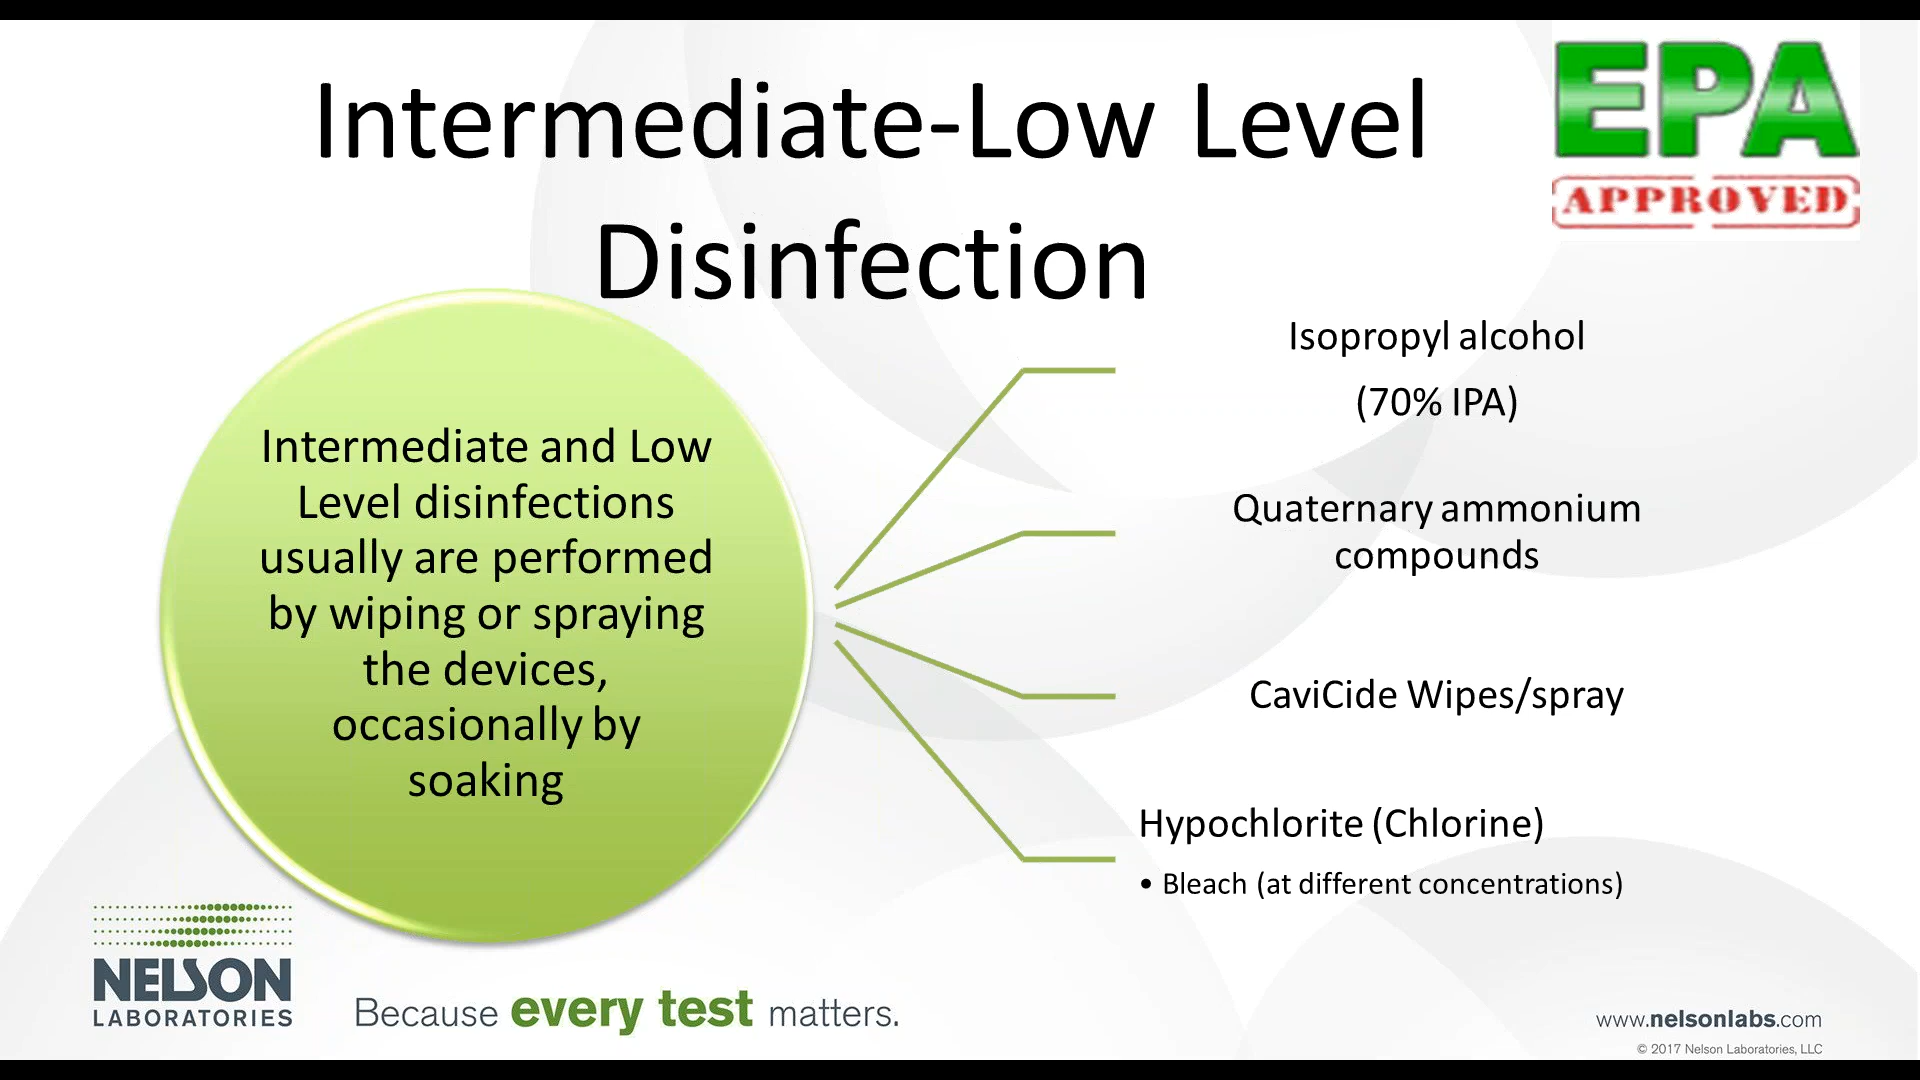 Intermediate-Low Level
Disinfection
EPA
APPROVED
Intermediate and Low
Level disinfections
usually are performed
by wiping or spraying
the devices,
occasionally by
soaking
Isopropyl alcohol
(70% IPA)
Quaternary ammonium
compounds
CaviCide Wipes/spray
Hypochlorite (Chlorine)
• Bleach (at different concentrations)
NELSON
LABORATORIES
Because every test matters.
www.nelsonlabs.com
© 2017 Nelson Laboratories, LLC